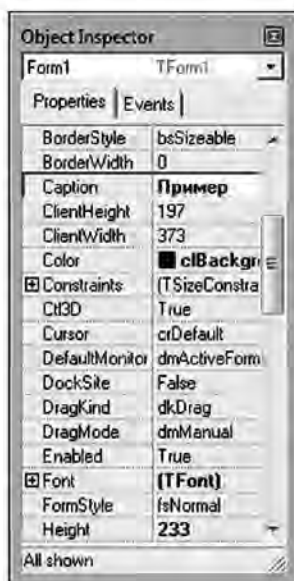 Object Inspector
Form1 TForm1
Properties Events
BorderStyle bsSizeable
BorderWidth 0
Caption Пример
ClientHeight 197
ClientWidth 373
Color clBackgr
Constraints (TSizeConstra
Ctl3D True
Cursor crDefault
DefaultMonitor dmActiveForm
DockSite False
DragKind dkDrag
DragMode dmManual
Enabled True
Font (TFont)
FormStyle fsNormal
Height 233
All shown